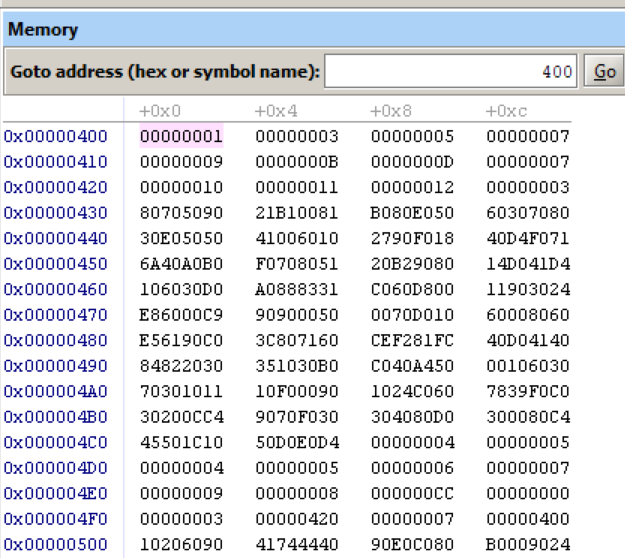 Memory
Goto address (hex or symbol name): 400 Go
+0x0 +0x4 +0x8 +0xc
0x00000400 00000001 00000003 00000005 00000007
0x00000410 00000009 0000000B 0000000D 00000007
0x00000420 00000010 00000011 00000012 00000003
0x00000430 80705090 21B10081 B080E050 60307080
0x00000440 30E05050 41006010 2790F018 40D4F071
0x00000450 6A40A0B0 F0708051 20B29080 14D041D4
0x00000460 106030D0 A0888331 C060D800 11903024
0x00000470 E86000C9 90900050 0070D010 60008060
0x00000480 E56190C0 3C807160 CEF281FC 40D04140
0x00000490 84822030 351030B0 C040A450 00106030
0x000004A0 70301011 10F00090 1024C060 7839F0C0
0x000004B0 30200CC4 9070F030 304080D0 300080C4
0x000004C0 45501C10 50D0E0D4 00000004 00000005
0x000004D0 00000004 00000005 00000006 00000007
0x000004E0 00000009 00000008 000000CC 00000000
0x000004F0 00000003 00000420 00000007 00000400
0x00000500 10206090 41744440 90E0C080 B0009024